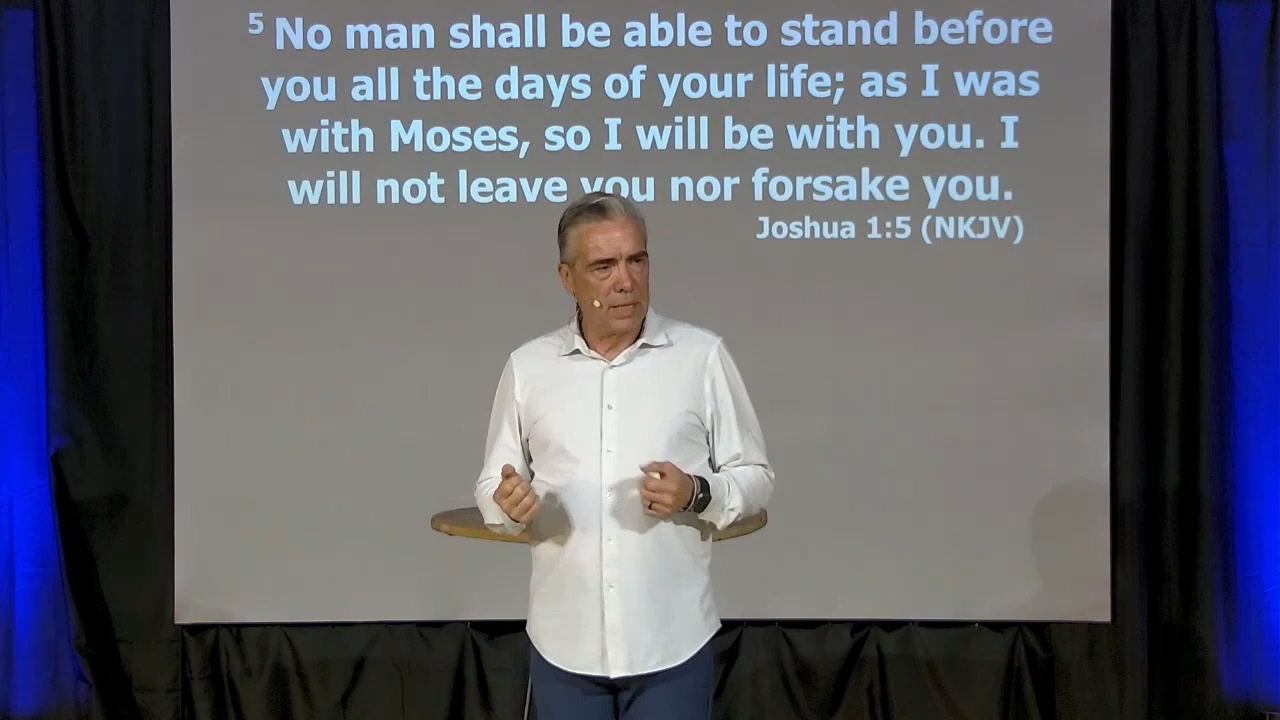 5 No man shall be able to stand before
you all the days of your life; as I was
with Moses, so I will be with you. I
will not leave you nor forsake you.
Joshua 1:5 (NKJV)